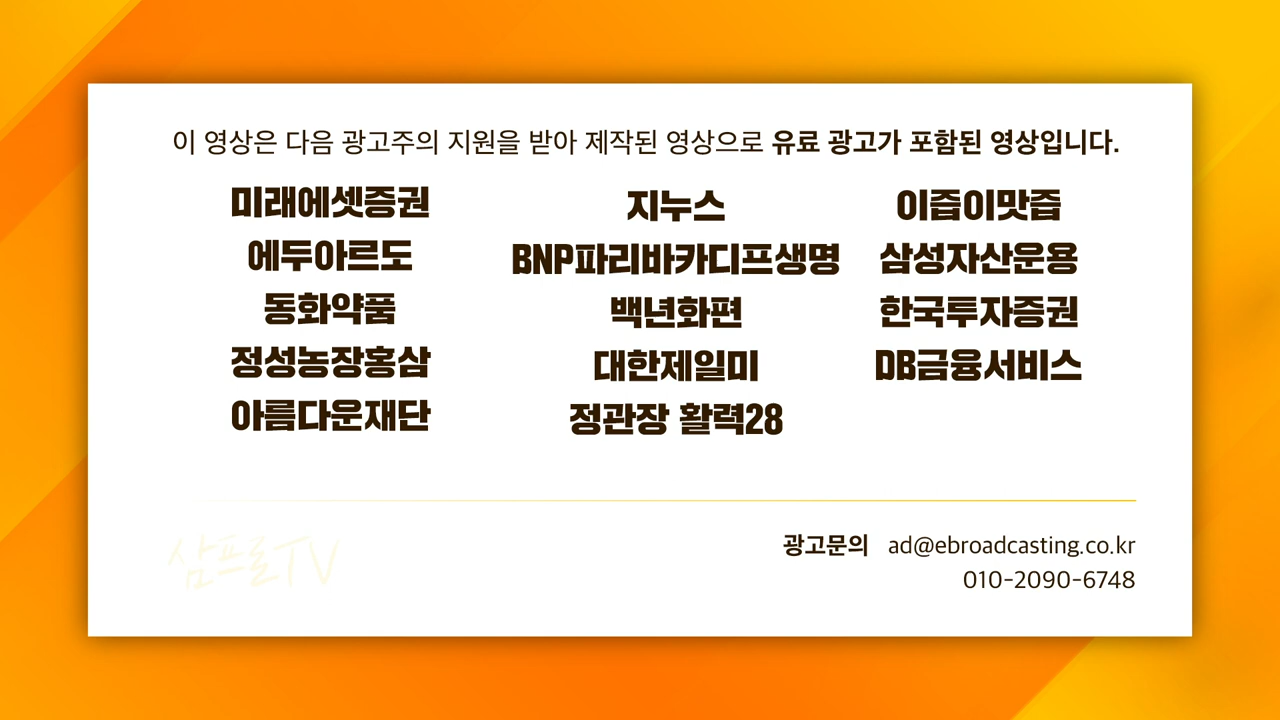 이 영상은 다음 광고주의 지원을 받아 제작된 영상으로 유료 광고가 포함된 영상입니다.
미래에셋증권
에두아르도
동화약품
정성농장홍삼
아름다운재단
지누스
BNP파리바카디프생명
백년화편
대한제일미
정관장 활력28
이즙이맛즙
삼성자산운용
한국투자증권
DB금융서비스
삼프로TV
광고문의 ad@ebroadcasting.co.kr
010-2090-6748